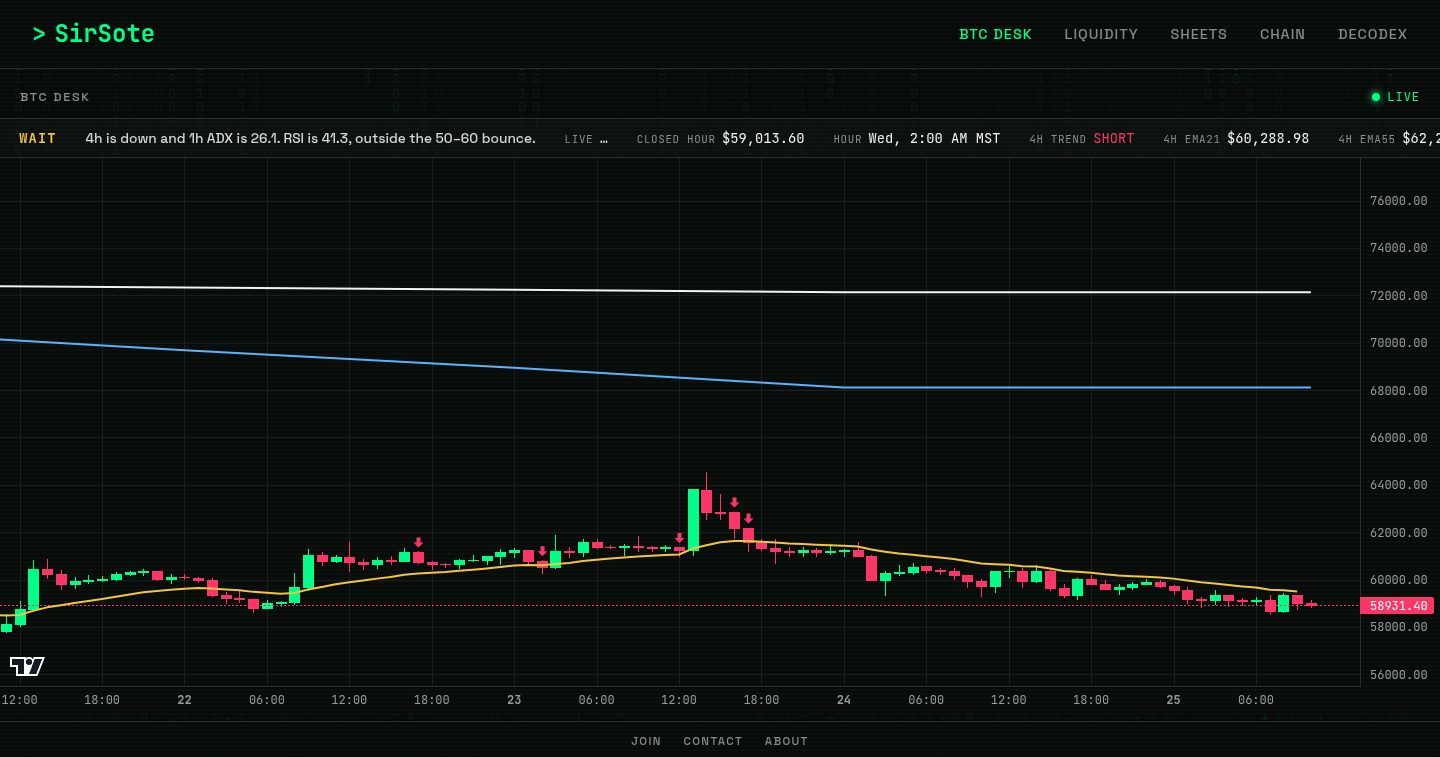 > SirSote
BTC DESK LIQUIDITY SHEETS CHAIN DECODEX
BTC DESK
LIVE
WAIT 4h is down and 1h ADX is 26.1. RSI is 41.3, outside the 50–60 bounce. LIVE … CLOSED HOUR $59,013.60 HOUR Wed, 2:00 AM MST 4H TREND SHORT 4H EMA21 $60,288.98 4H EMA55 $62,2
76000.00
74000.00
72000.00
70000.00
68000.00
66000.00
64000.00
62000.00
60000.00
58931.40
58000.00
56000.00
12:00 18:00 22 06:00 12:00 18:00 23 06:00 12:00 18:00 24 06:00 12:00 18:00 25 06:00
JOIN CONTACT ABOUT